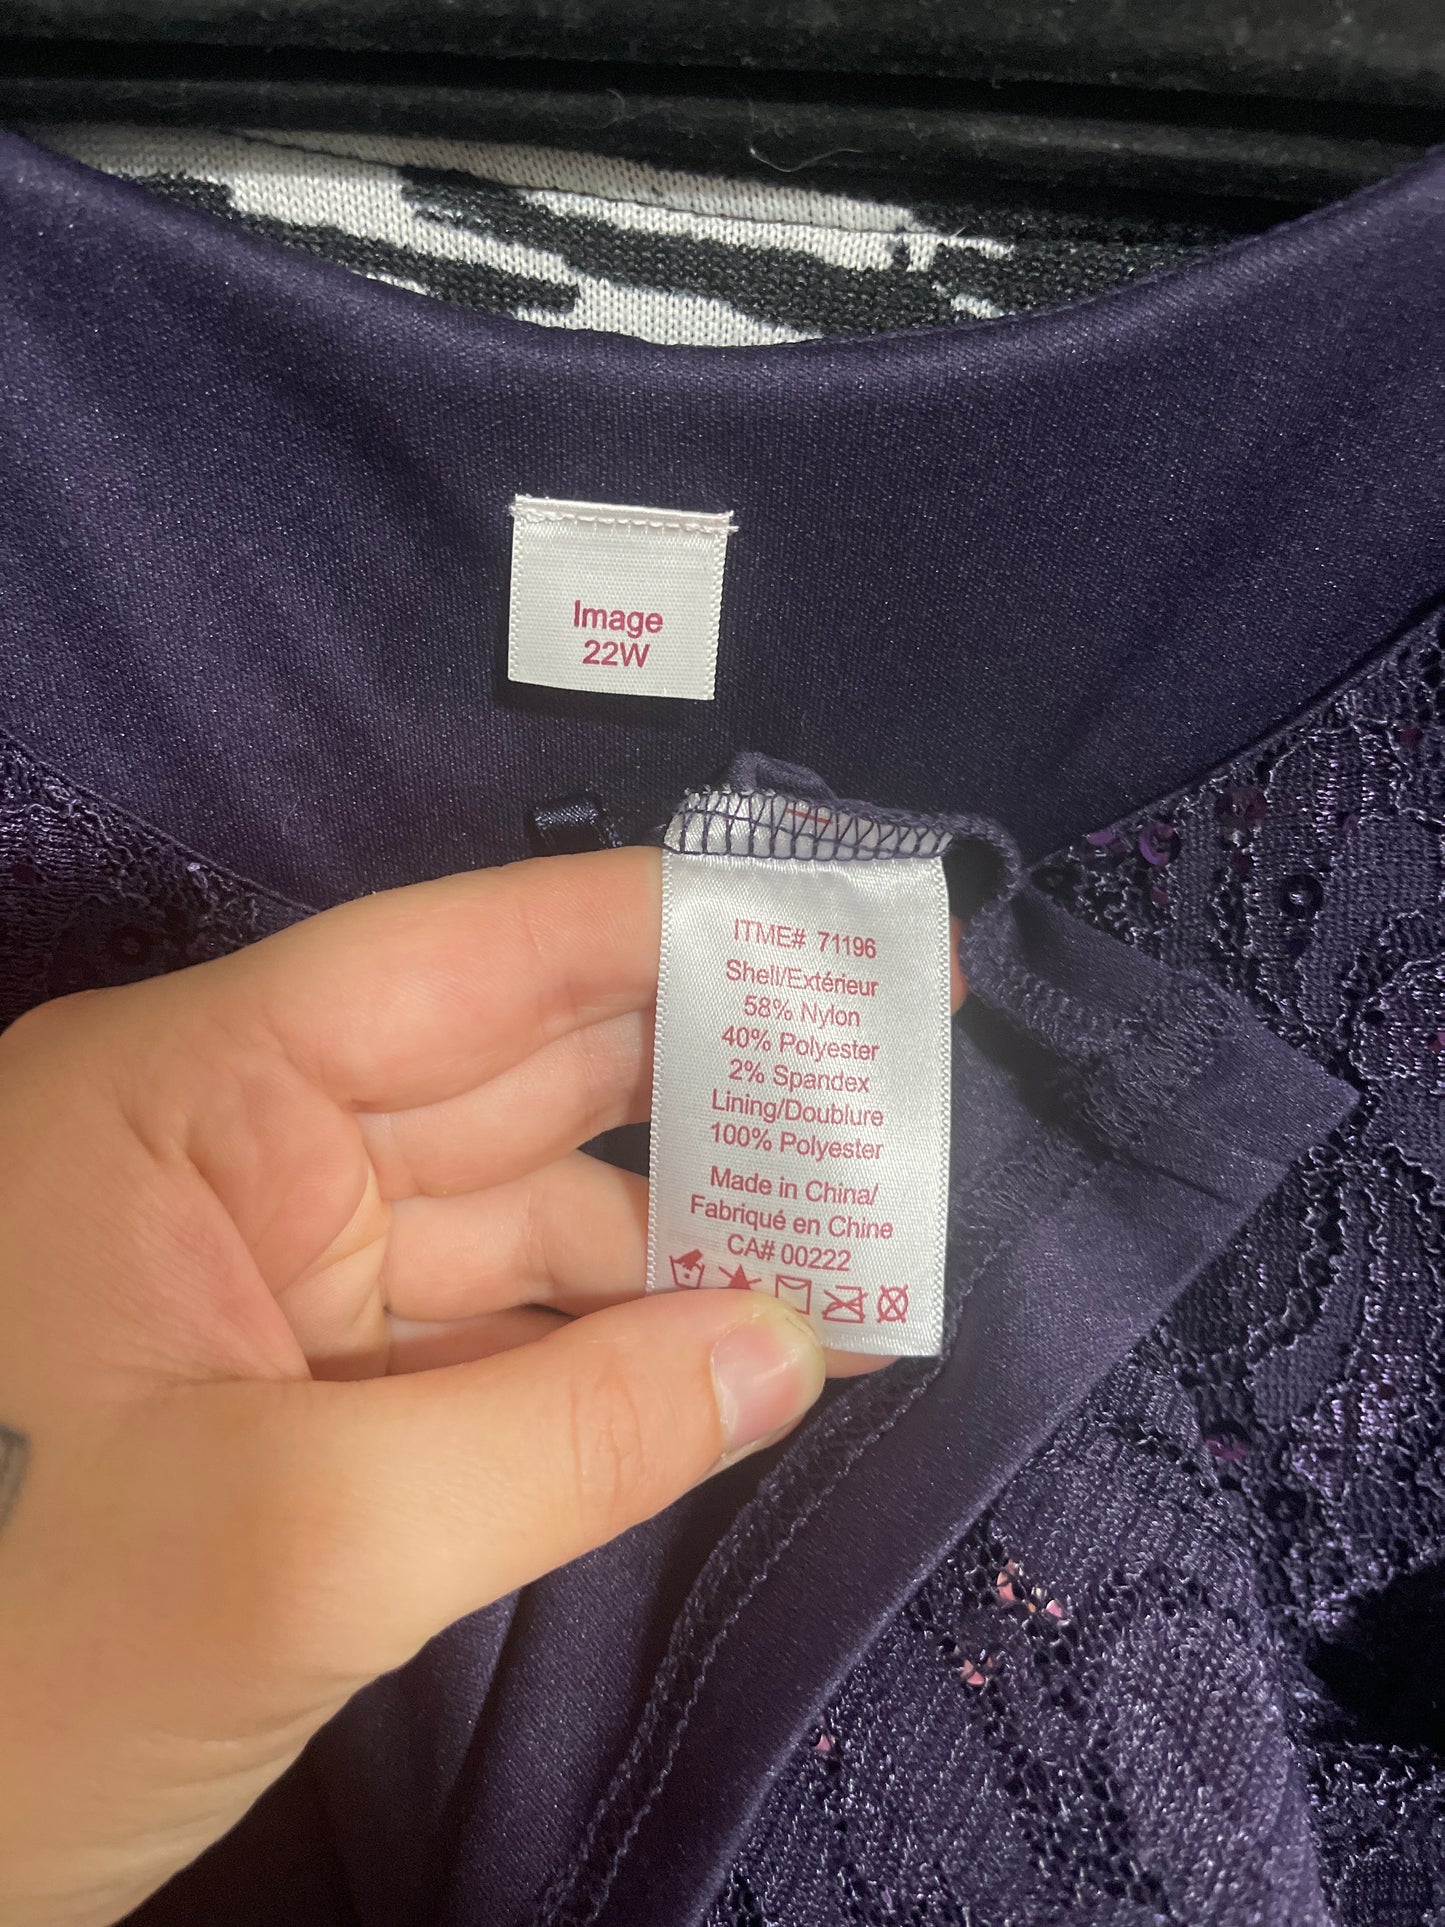 Image
22W
ITME# 71196
Shell/Extérieur
58% Nylon
40% Polyester
2% Spandex
Lining/Doublure
100% Polyester
Made in China/
Fabriqué en Chine
CA# 00222